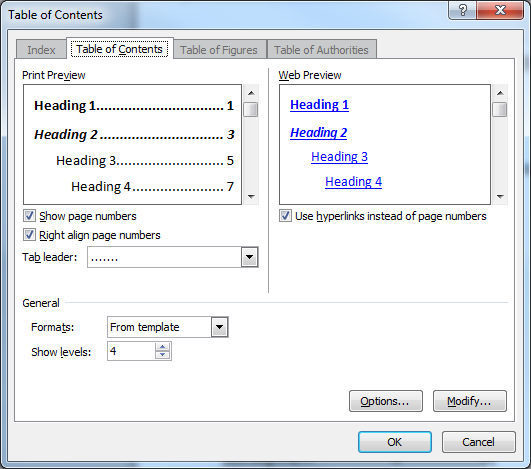 Table of Contents
Index
Table of Contents
Table of Figures
Table of Authorities
Print Preview
Heading 1................................ 1
Heading 2 ............................... 3
Heading 3........................... 5
Heading 4 ....................... 7
Show page numbers
Right align page numbers
Tab leader: .......
Web Preview
Heading 1
Heading 2
Heading 3
Heading 4
Use hyperlinks instead of page numbers
General
Formats: From template
Show levels: 4
Options...
Modify...
OK
Cancel